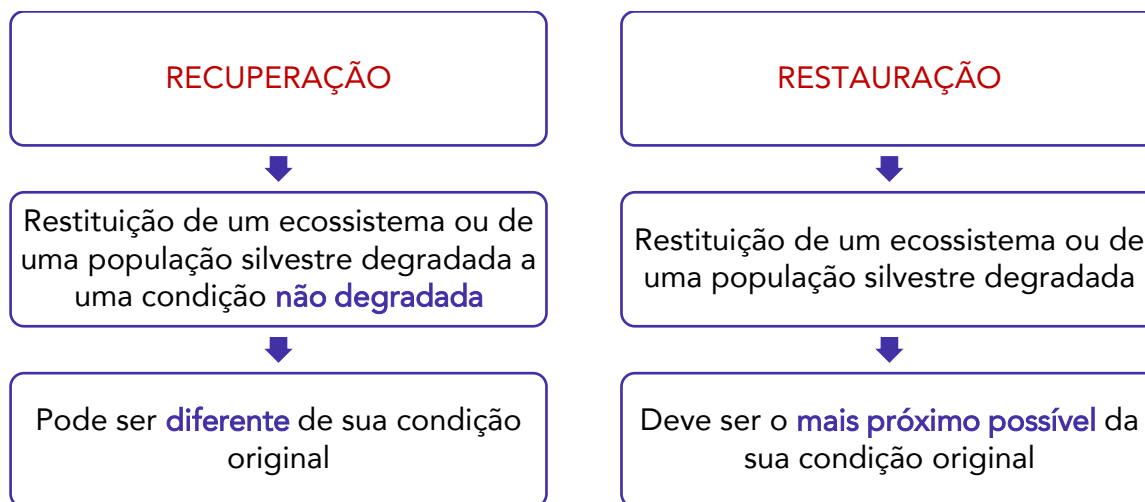 RECUPERAÇÃO
Restituição de um ecossistema ou de
uma população silvestre degradada a
uma condição não degradada
Pode ser diferente de sua condição
original
RESTAURAÇÃO
Restituição de um ecossistema ou de
uma população silvestre degradada
Deve ser o mais próximo possível da
sua condição original